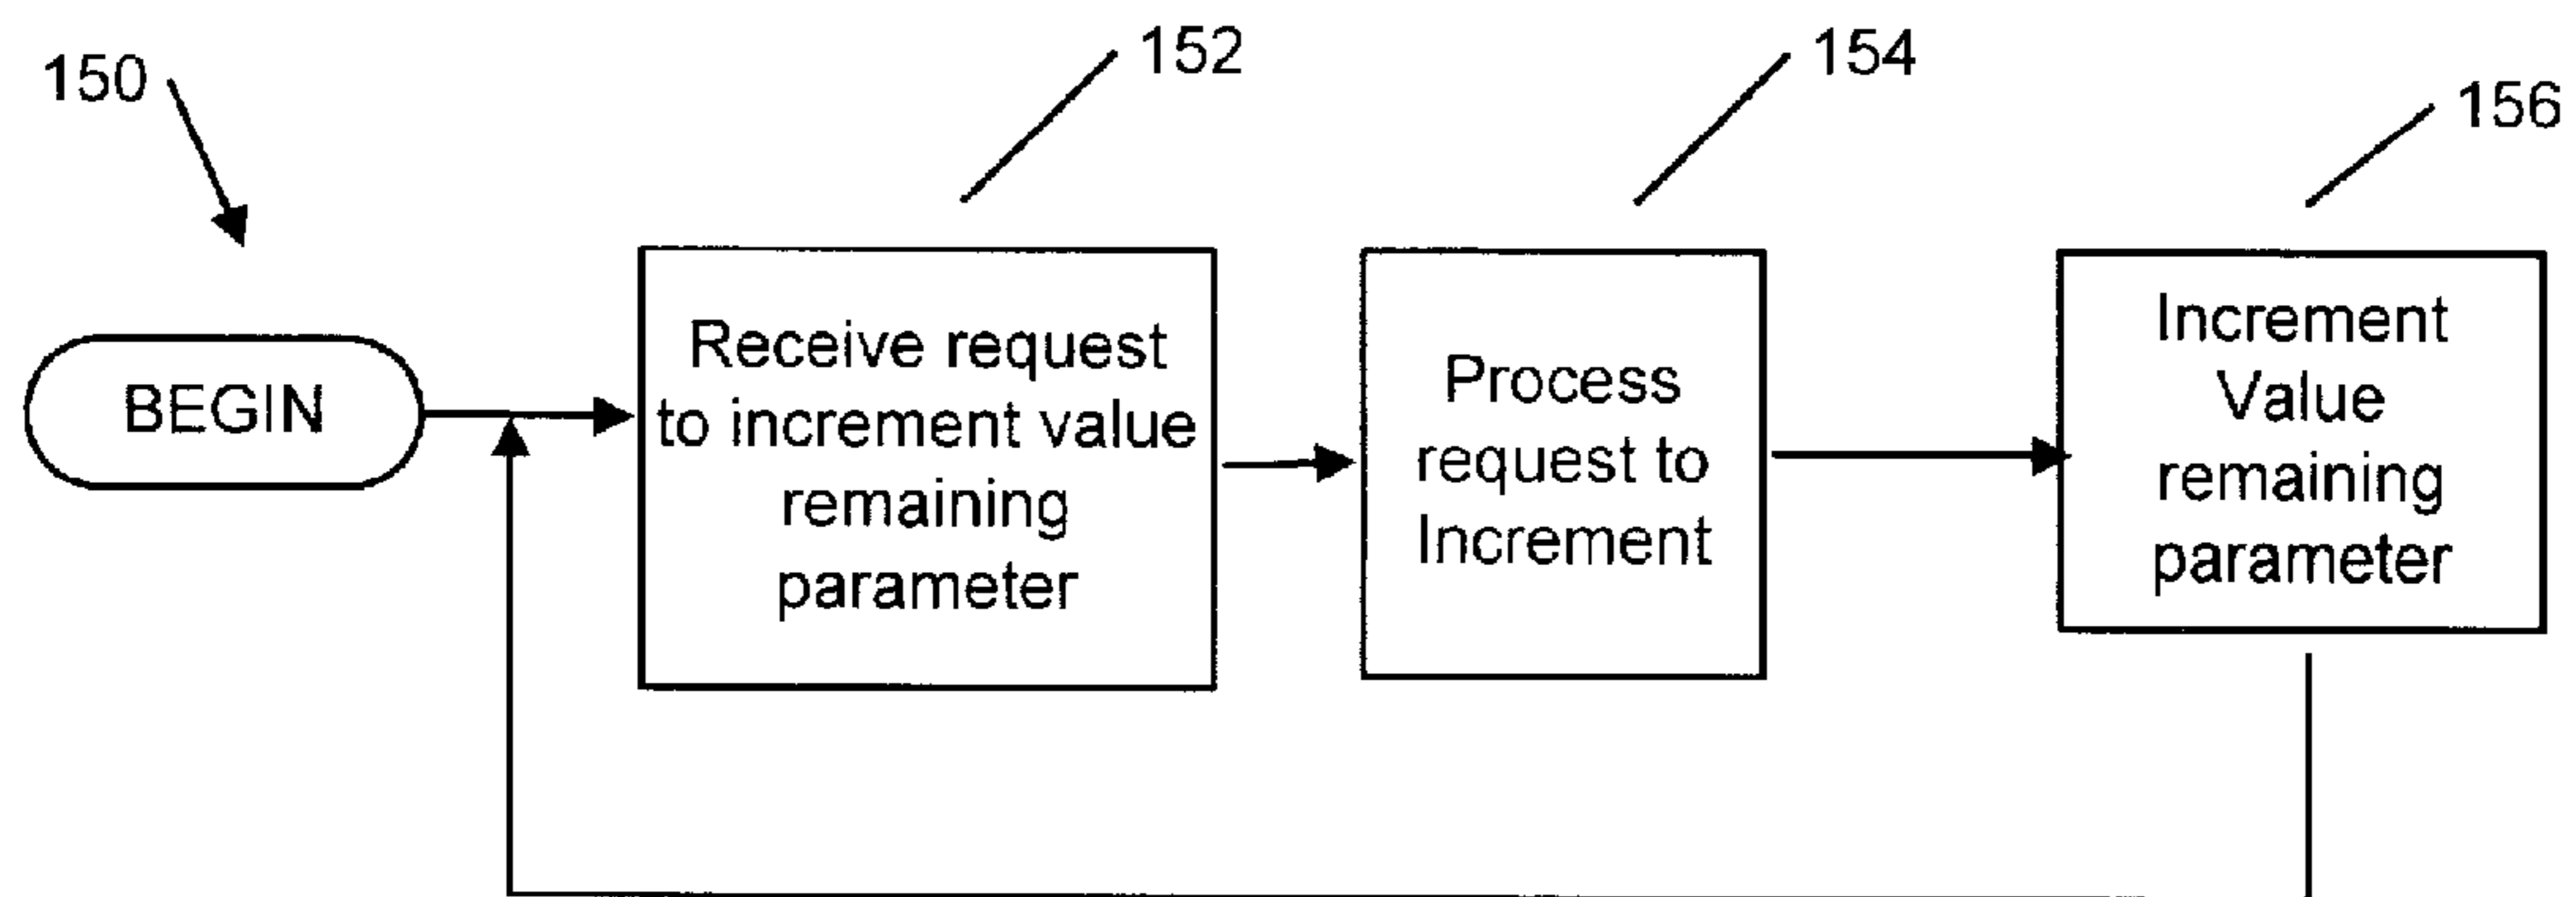 150
152
154
156
BEGIN
Receive request
to increment value
remaining
parameter
Process
request to
Increment
Increment
Value
remaining
parameter